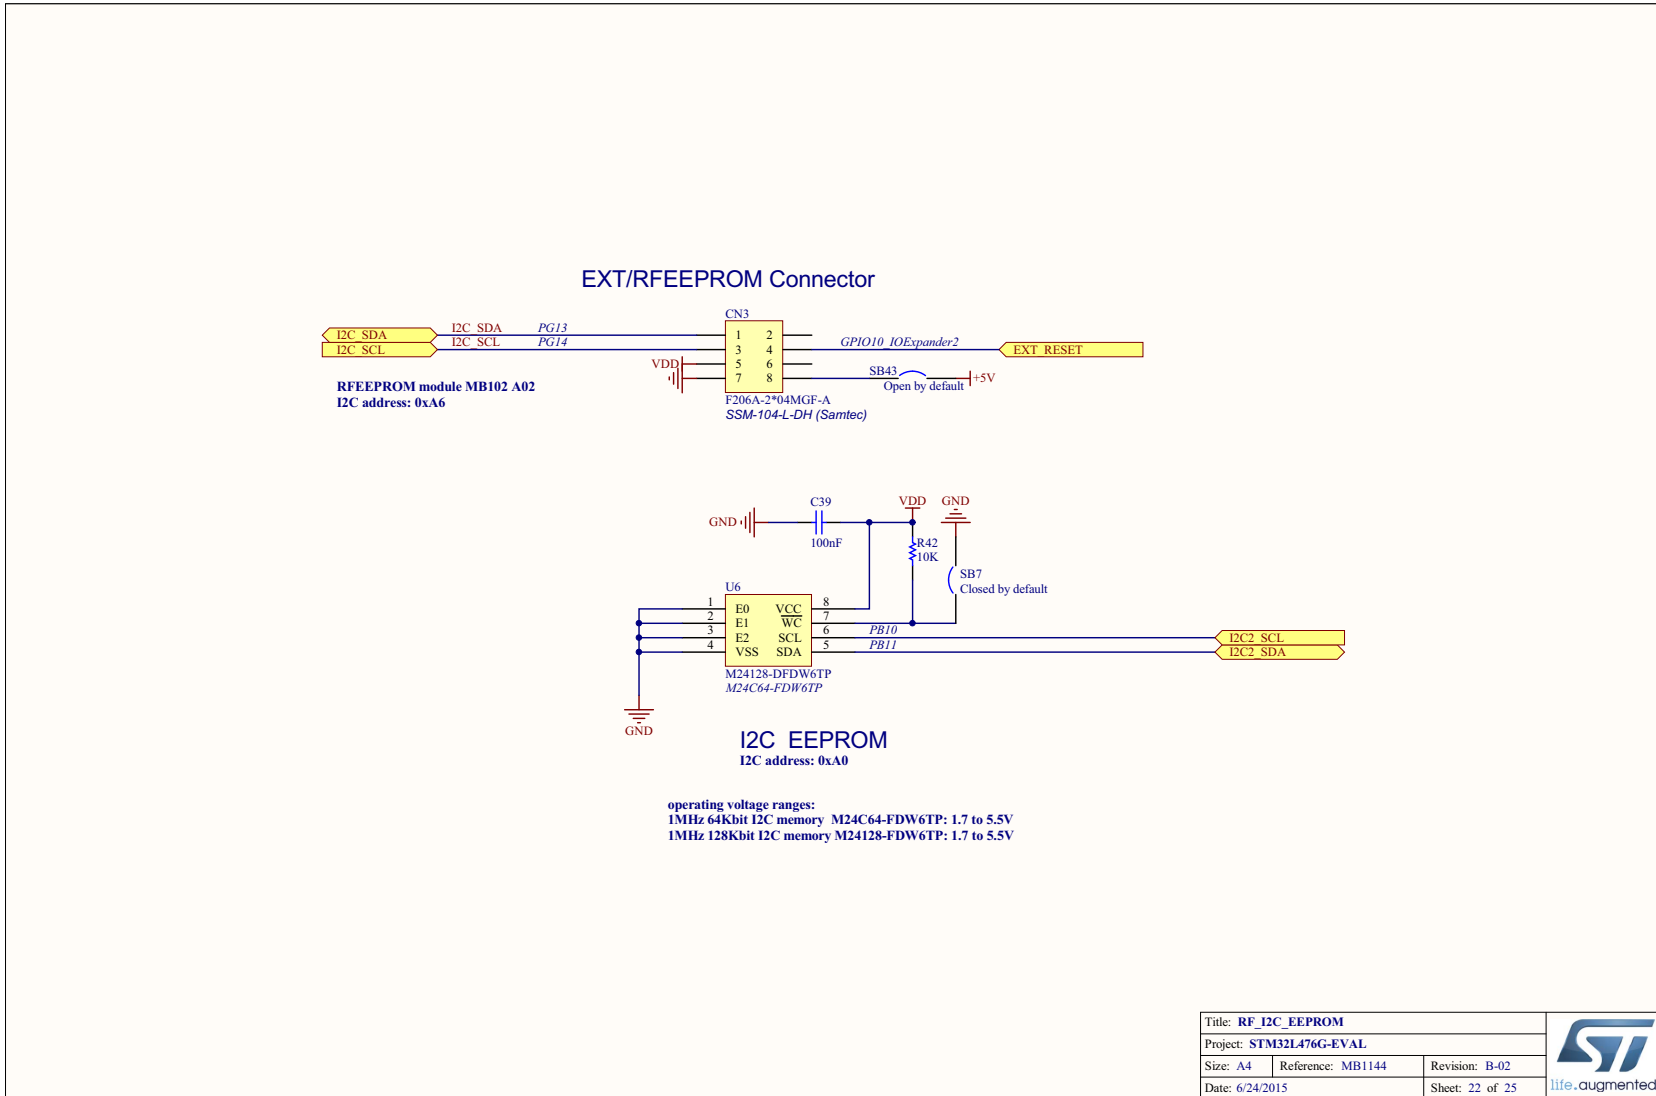 EXT/RFEEPROM Connector
CN3
I2C_SDA I2C_SDA PG13 1 2
I2C_SCL I2C_SCL PG14 3 4 GPIO10_IOExpander2 EXT_RESET
VDD 5 6
7 8 SB43 +5V
Open by default
RFEEPROM module MB102 A02
I2C address: 0xA6
F206A-2*04MGF-A
SSM-104-L-DH (Samtec)
C39 VDD GND
GND
100nF
R42
10K
SB7
Closed by default
U6
1 E0 VCC 8
2 E1 WC 7
3 E2 SCL 6 PB10 I2C2_SCL
4 VSS SDA 5 PB11 I2C2_SDA
M24128-DFDW6TP
M24C64-FDW6TP
GND
I2C EEPROM
I2C address: 0xA0
operating voltage ranges:
1MHz 64Kbit I2C memory M24C64-FDW6TP: 1.7 to 5.5V
1MHz 128Kbit I2C memory M24128-FDW6TP: 1.7 to 5.5V
Title: RF_I2C_EEPROM
Project: STM32L476G-EVAL
Size: A4 Reference: MB1144 Revision: B-02
Date: 6/24/2015 Sheet: 22 of 25
ST
life.augmented